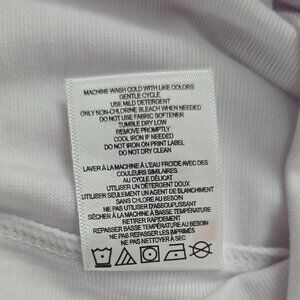 MACHINE WASH COLD WITH LIKE COLORS
GENTLE CYCLE
USE MILD DETERGENT
ONLY NON-CHLORINE BLEACH WHEN NEEDED
DO NOT USE FABRIC SOFTENER
TUMBLE DRY LOW
REMOVE PROMPTLY
COOL IRON IF NEEDED
DO NOT IRON ON PRINT LABEL
DO NOT DRY CLEAN
LAVER À LA MACHINE À L'EAU FROIDE AVEC DES
COULEURS SIMILAIRES
AU CYCLE DÉLICAT
UTILISER UN DÉTERGENT DOUX
UTILISER SEULEMENT UN AGENT DE BLANCHIMENT
SANS CHLORE AU BESOIN
NE PAS UTILISER D'ASSOUPLISSANT
SÉCHER À LA MACHINE À BASSE TEMPÉRATURE
RETIRER RAPIDEMENT
REPASSER BASSE TEMPÉRATURE AU BESOIN
NE PAS REPASSER LES IMPRIMÉS
NE PAS NETTOYER À SEC